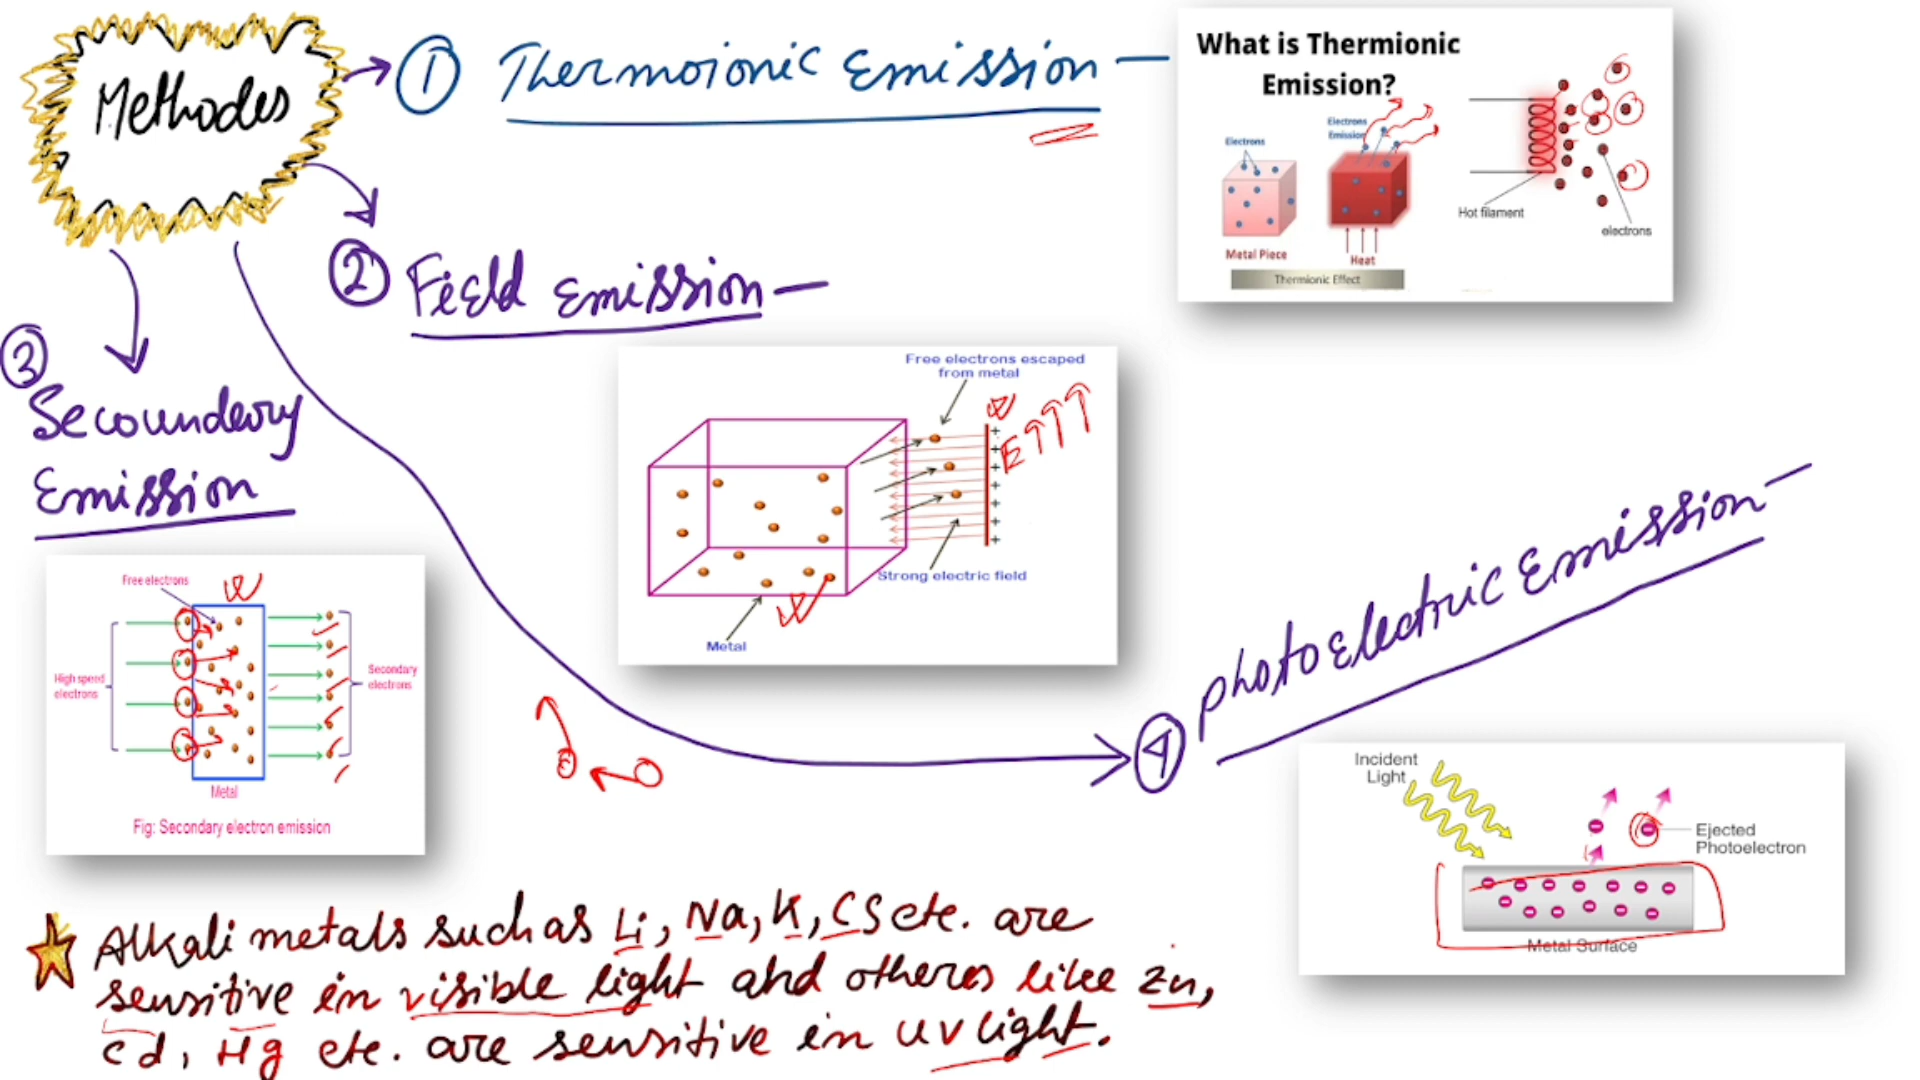 Methodes
① Thermoionic Emission —
What is Thermionic
Emission?
Electrons
Electrons
Emission
Metal Piece
Heat
Thermionic Effect
Hot filament
electrons
② Field Emission —
Free electrons escaped
from metal
E
+
+
+
+
+
+
+
Strong electric field
Metal
③
Secoundery
Emission
Free electrons
High speed
electrons
Secondary
electrons
Metal
Fig: Secondary electron emission
④ photoelectric Emission —
Incident
Light
Ejected
Photoelectron
Metal Surface
Alkali metals such as Li, Na, K, CS etc. are
sensitive in visible light and otheres like Zn,
cd, Hg etc. are sensitive in UV light.